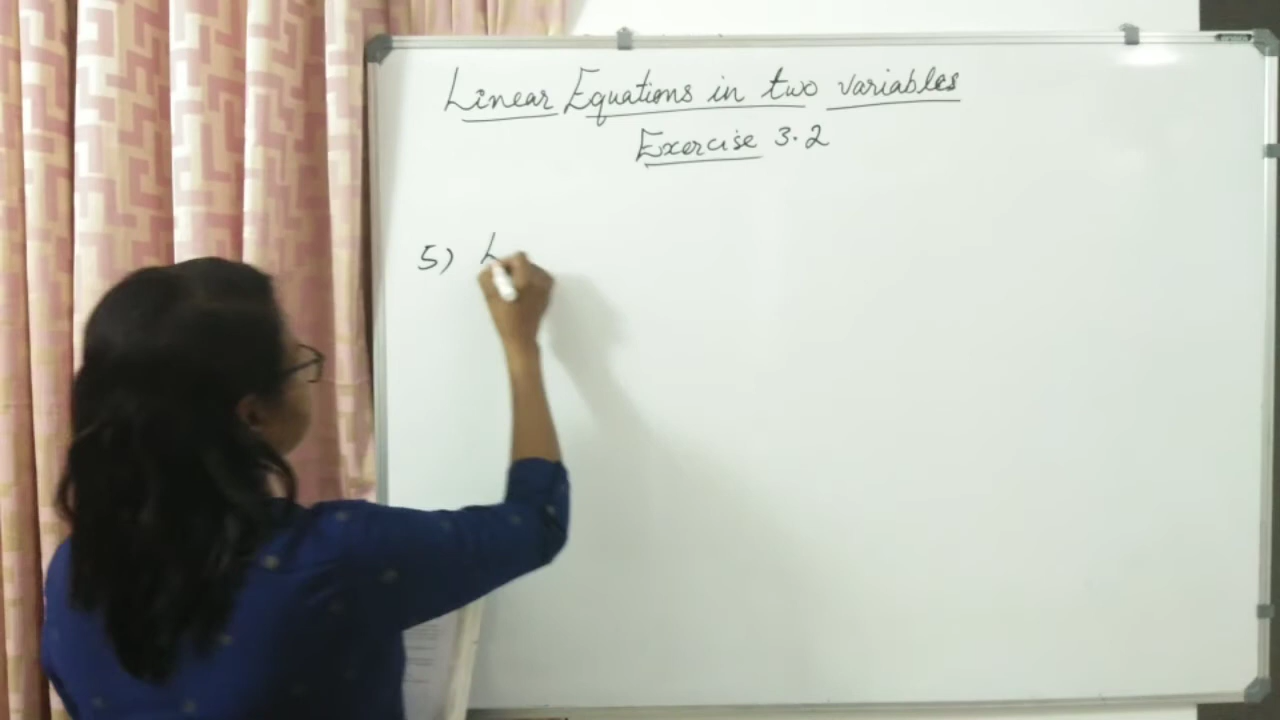 Linear Equations in two variables
Exercise 3.2
5)